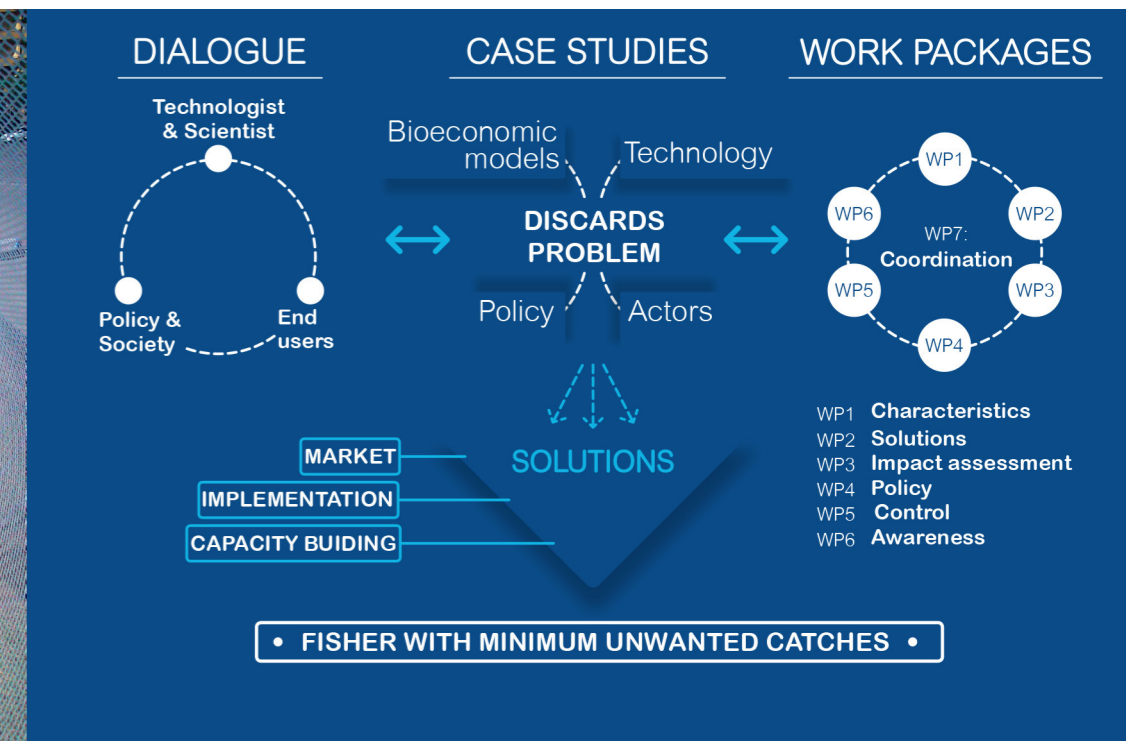 DIALOGUE
Technologist
& Scientist
Policy &
Society
End
users
CASE STUDIES
Bioeconomic
models
Technology
DISCARDS
PROBLEM
Policy
Actors
WORK PACKAGES
WP1
WP6
WP2
WP7:
Coordination
WP5
WP3
WP4
WP1 Characteristics
WP2 Solutions
WP3 Impact assessment
WP4 Policy
WP5 Control
WP6 Awareness
SOLUTIONS
MARKET
IMPLEMENTATION
CAPACITY BUIDING
• FISHER WITH MINIMUM UNWANTED CATCHES •